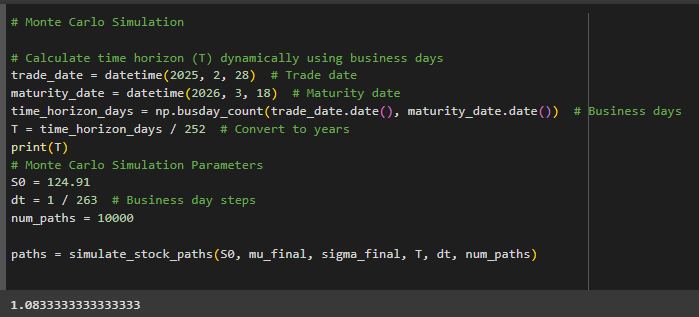 # Monte Carlo Simulation
# Calculate time horizon (T) dynamically using business days
trade_date = datetime(2025, 2, 28)  # Trade date
maturity_date = datetime(2026, 3, 18)  # Maturity date
time_horizon_days = np.busday_count(trade_date.date(), maturity_date.date())  # Business days
T = time_horizon_days / 252  # Convert to years
print(T)
# Monte Carlo Simulation Parameters
S0 = 124.91
dt = 1 / 263  # Business day steps
num_paths = 10000
paths = simulate_stock_paths(S0, mu_final, sigma_final, T, dt, num_paths)
1.0833333333333333